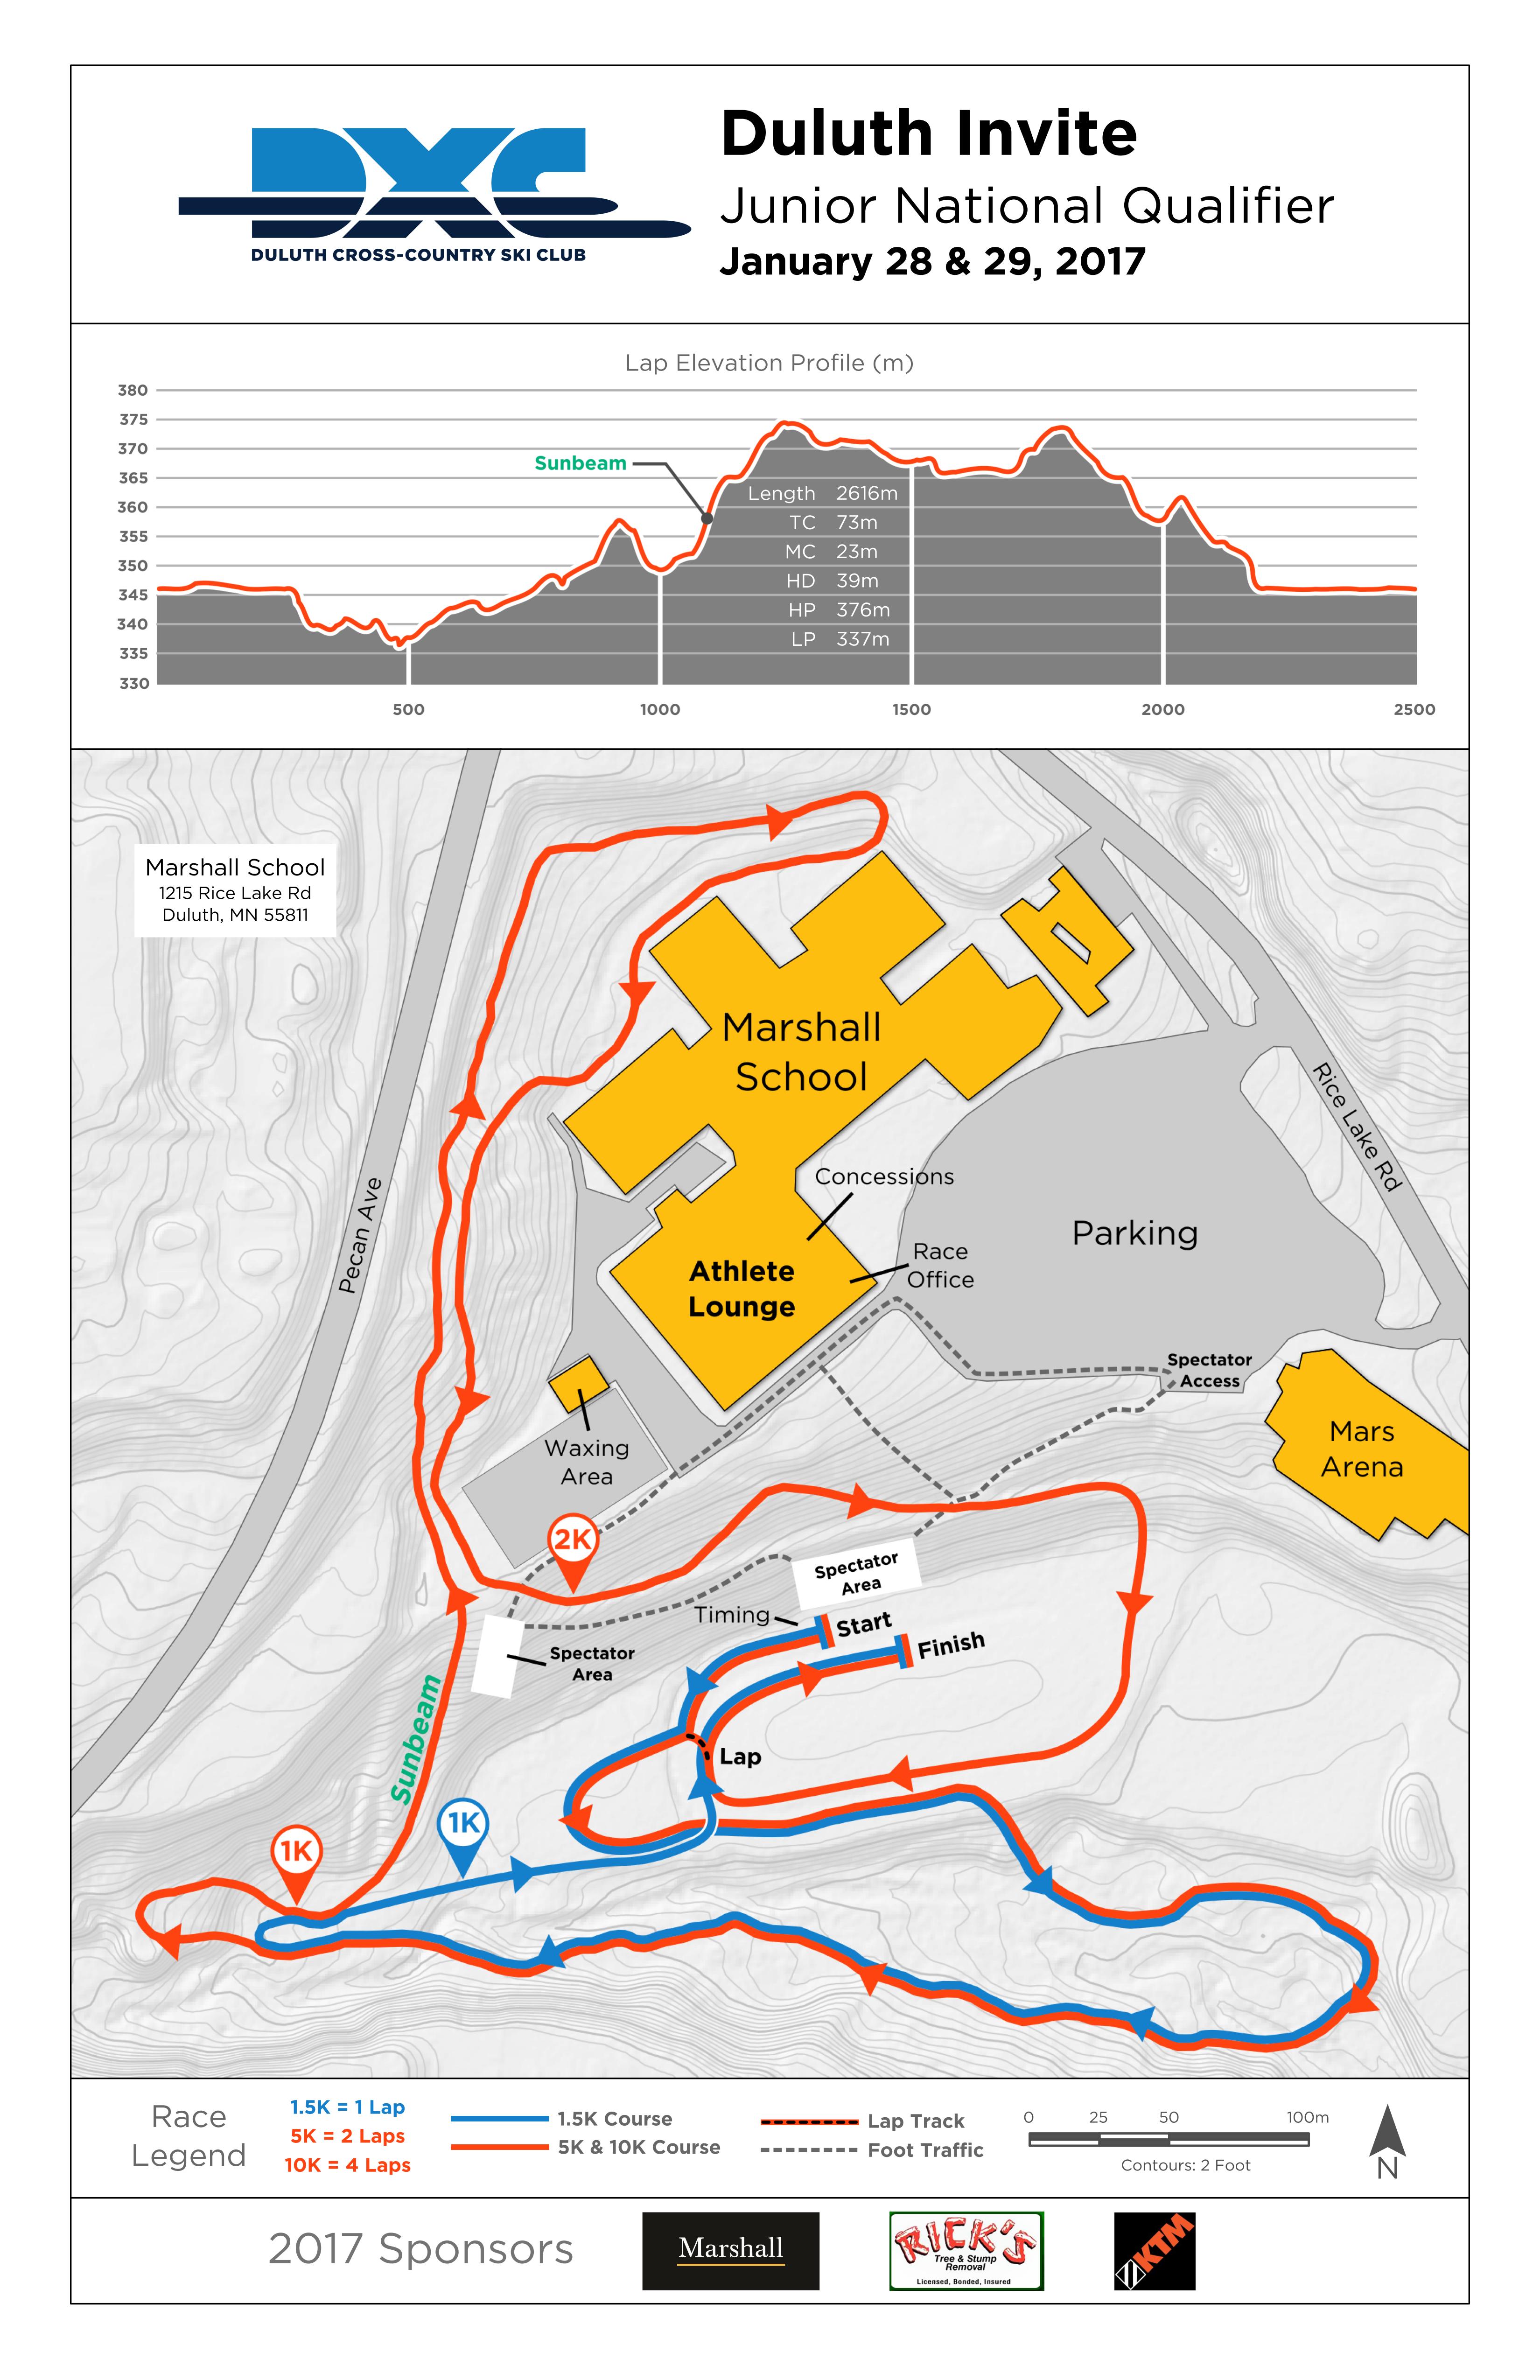 DXC
DULUTH CROSS-COUNTRY SKI CLUB
Duluth Invite
Junior National Qualifier
January 28 & 29, 2017
Lap Elevation Profile (m)
380
375
370
365
360
355
350
345
340
335
330
Sunbeam
Length 2616m
TC 73m
MC 23m
HD 39m
HP 376m
LP 337m
500
1000
1500
2000
2500
Marshall School
1215 Rice Lake Rd
Duluth, MN 55811
Marshall
School
Rice Lake Rd
Pecan Ave
Concessions
Parking
Race
Office
Athlete
Lounge
Spectator
Access
Mars
Arena
Waxing
Area
2K
Spectator
Area
Timing
Start
Finish
Spectator
Area
Sunbeam
Lap
1K
1K
Race
Legend
1.5K = 1 Lap
5K = 2 Laps
10K = 4 Laps
1.5K Course
5K & 10K Course
Lap Track
Foot Traffic
0 25 50 100m
Contours: 2 Foot
N
2017 Sponsors
Marshall
RICK'S
Tree & Stump
Removal
Licensed, Bonded, Insured
KTM